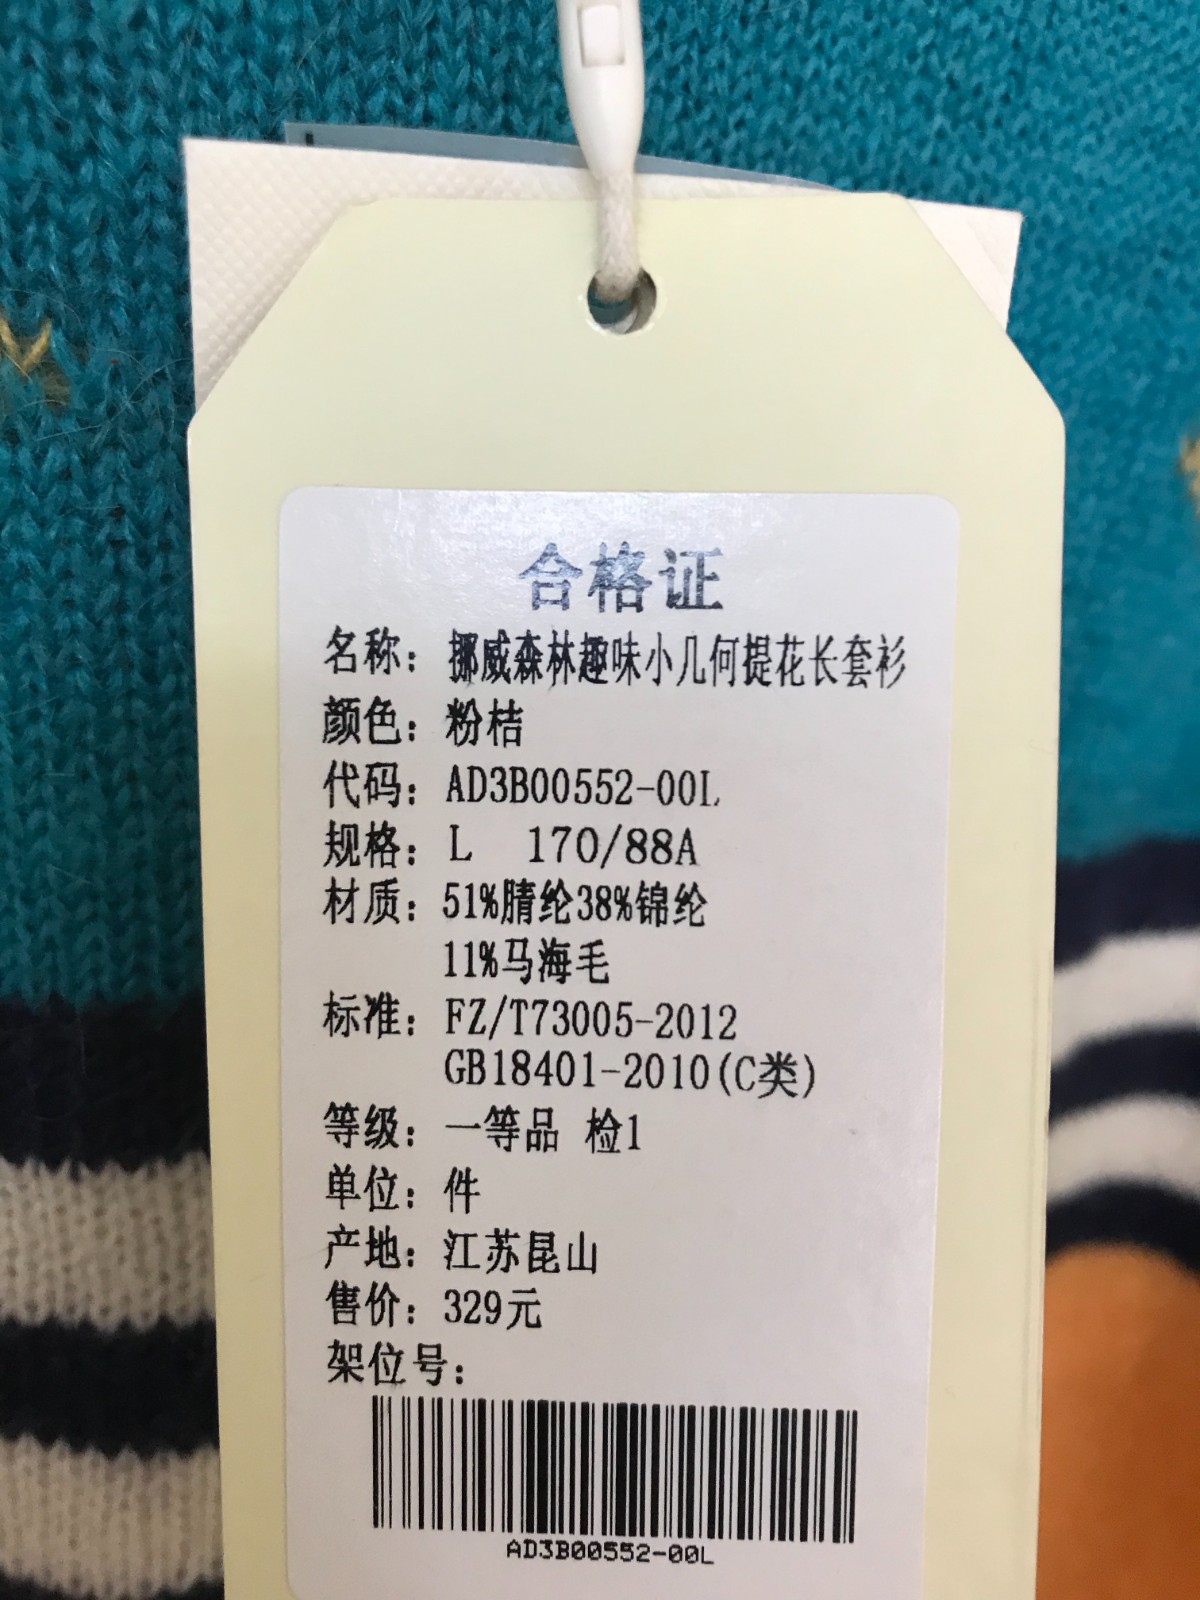 合格证
名称：挪威森林趣味小几何提花长套衫
颜色：粉桔
代码：AD3B00552-00L
规格：L 170/88A
材质：51%腈纶38%锦纶
11%马海毛
标准：FZ/T73005-2012
GB18401-2010(C类)
等级：一等品 检1
单位：件
产地：江苏昆山
售价：329元
架位号：
AD3B00552-00L